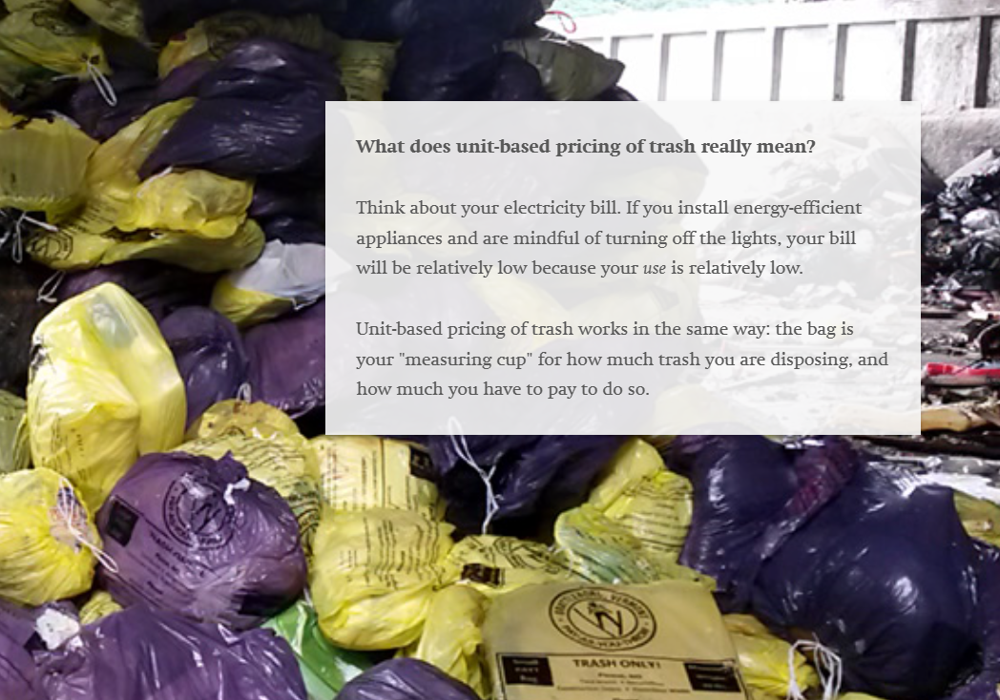 What does unit-based pricing of trash really mean?
Think about your electricity bill. If you install energy-efficient
appliances and are mindful of turning off the lights, your bill
will be relatively low because your use is relatively low.
Unit-based pricing of trash works in the same way: the bag is
your "measuring cup" for how much trash you are disposing, and
how much you have to pay to do so.
TRASH ONLY!
Bag